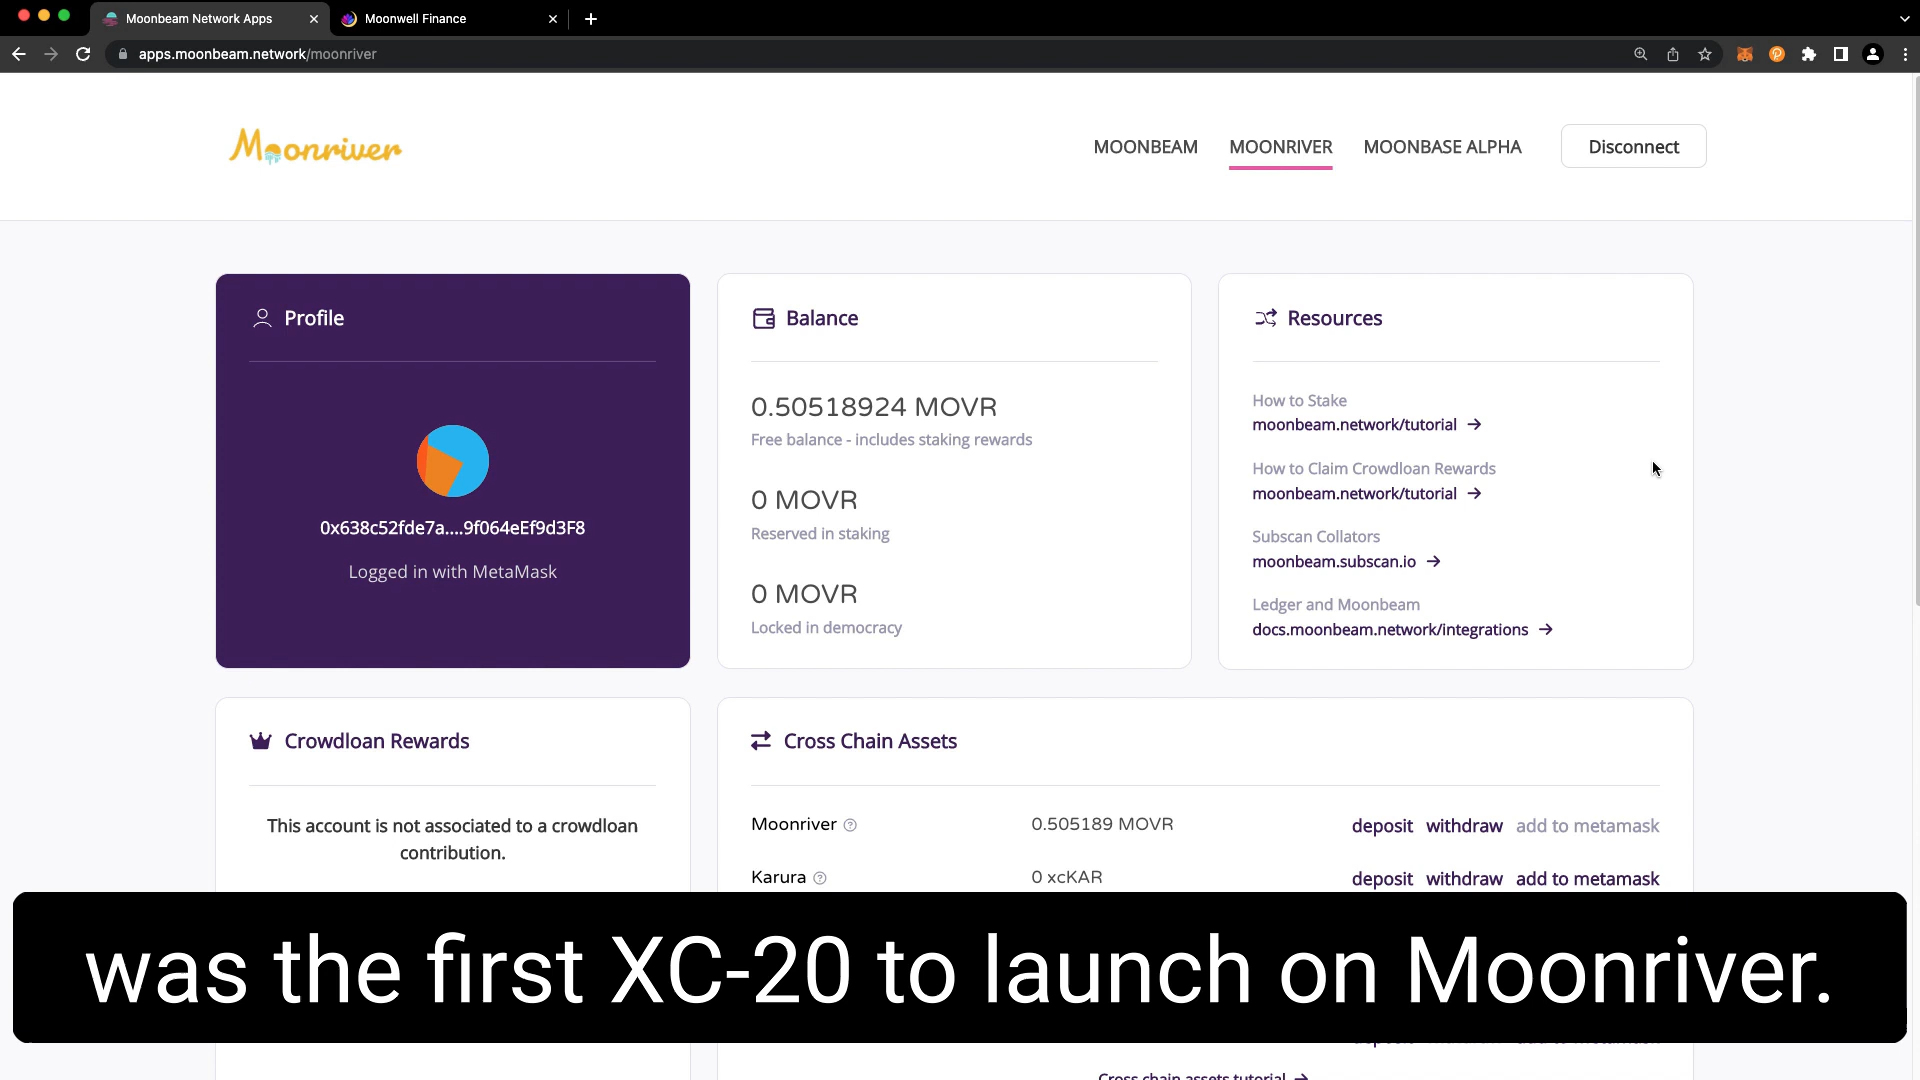 Moonbeam Network Apps
Moonwell Finance
apps.moonbeam.network/moonriver
Moonriver
MOONBEAM
MOONRIVER
MOONBASE ALPHA
Disconnect
Profile
0x638c52fde7a....9f064eEf9d3F8
Logged in with MetaMask
Balance
0.50518924 MOVR
Free balance - includes staking rewards
0 MOVR
Reserved in staking
0 MOVR
Locked in democracy
Resources
How to Stake
moonbeam.network/tutorial →
How to Claim Crowdloan Rewards
moonbeam.network/tutorial →
Subscan Collators
moonbeam.subscan.io →
Ledger and Moonbeam
docs.moonbeam.network/integrations →
Crowdloan Rewards
This account is not associated to a crowdloan
contribution.
Cross Chain Assets
Moonriver 0.505189 MOVR deposit withdraw add to metamask
Karura 0 xcKAR deposit withdraw add to metamask
was the first XC-20 to launch on Moonriver.
Cross chain assets tutorial →